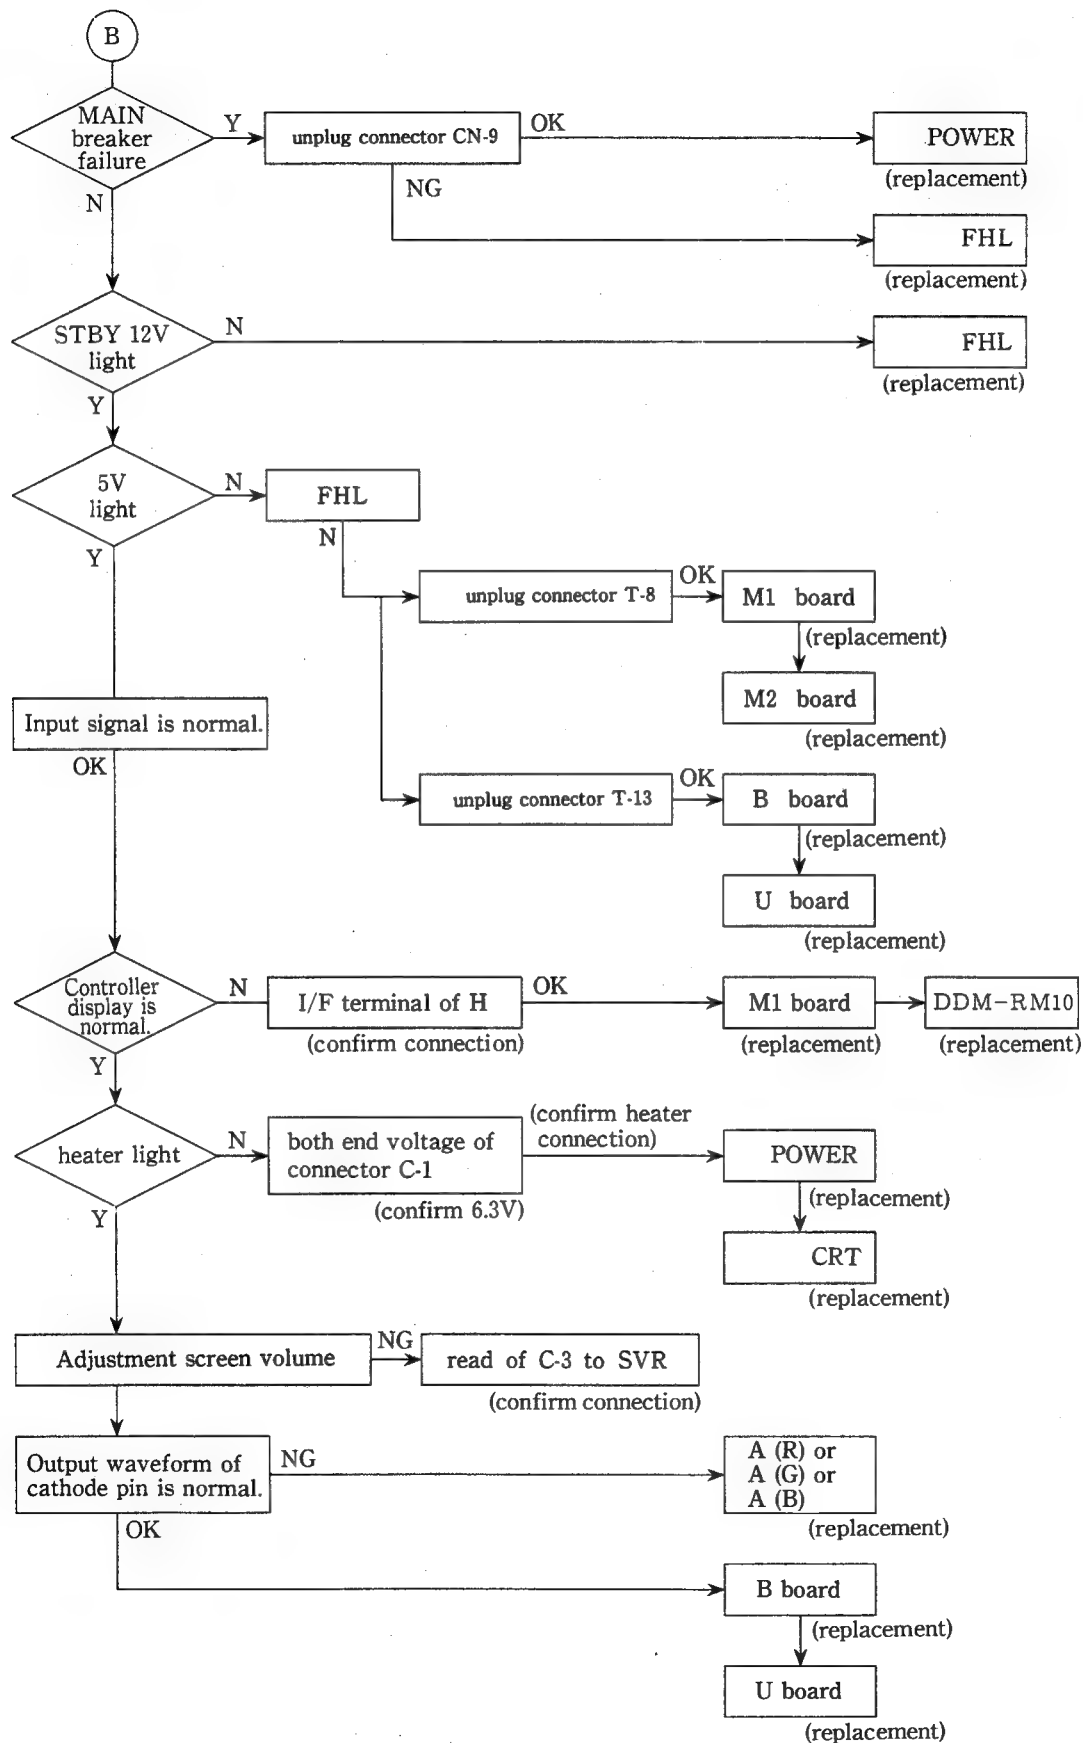 B
MAIN
breaker
failure
Y
unplug connector CN-9
OK
POWER
(replacement)
NG
N
FHL
(replacement)
STBY 12V
light
N
FHL
(replacement)
Y
5V
light
N
FHL
N
Y
unplug connector T-8
OK
M1 board
(replacement)
M2 board
(replacement)
Input signal is normal.
OK
unplug connector T-13
OK
B board
(replacement)
U board
(replacement)
Controller
display is
normal.
N
I/F terminal of H
(confirm connection)
OK
M1 board
(replacement)
DDM-RM10
(replacement)
Y
heater light
N
both end voltage of
connector C-1
(confirm 6.3V)
(confirm heater
connection)
POWER
(replacement)
CRT
(replacement)
Y
Adjustment screen volume
NG
read of C-3 to SVR
(confirm connection)
Output waveform of
cathode pin is normal.
NG
A (R) or
A (G) or
A (B)
(replacement)
OK
B board
(replacement)
U board
(replacement)